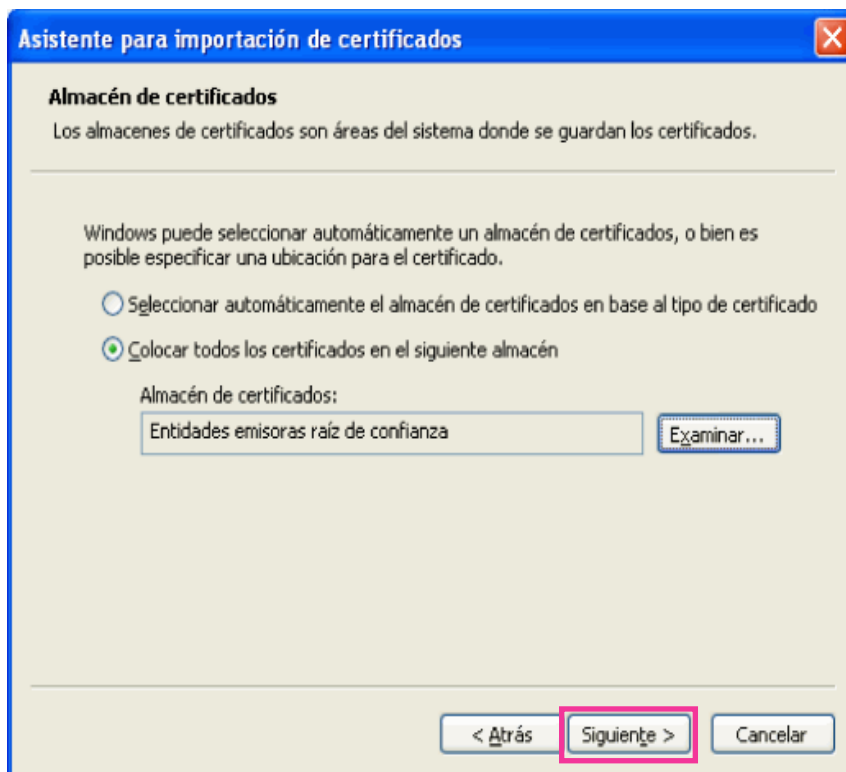 Asistente para importación de certificados
Almacén de certificados
Los almacenes de certificados son áreas del sistema donde se guardan los certificados.
Windows puede seleccionar automáticamente un almacén de certificados, o bien es
posible especificar una ubicación para el certificado.
Seleccionar automáticamente el almacén de certificados en base al tipo de certificado
Colocar todos los certificados en el siguiente almacén
Almacén de certificados:
Entidades emisoras raíz de confianza
Examinar...
< Atrás
Siguiente >
Cancelar